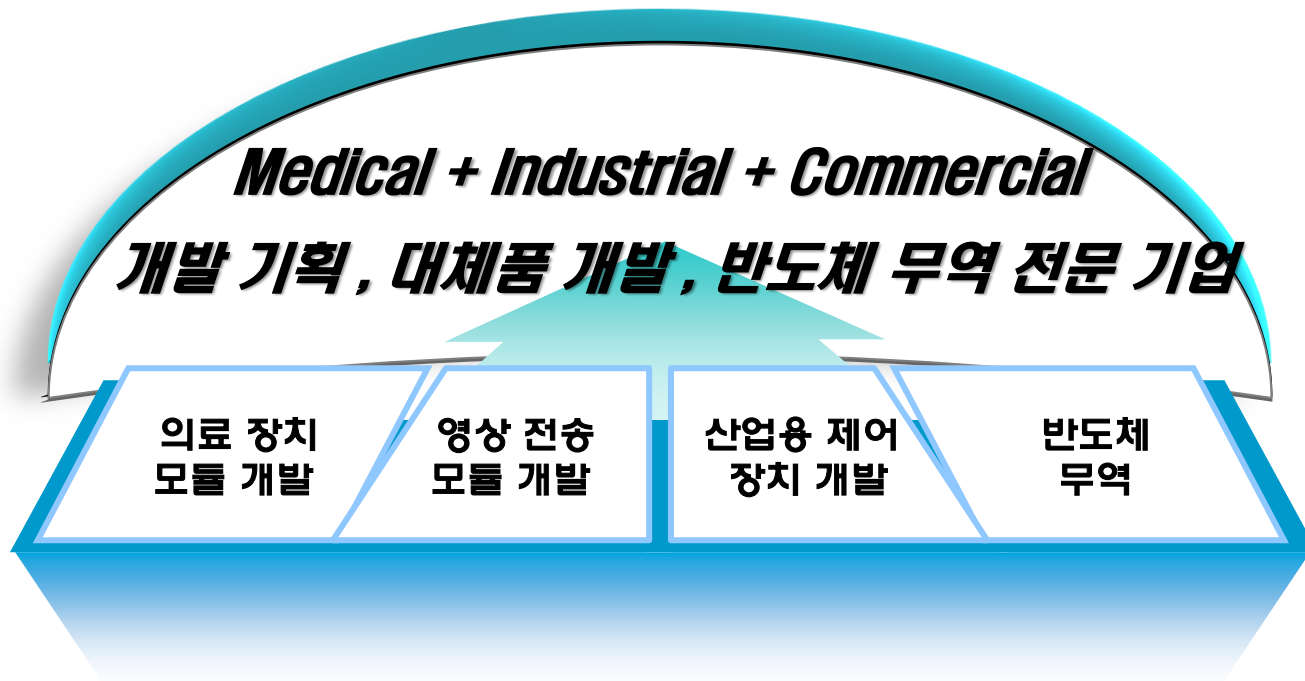 Medical + Industrial + Commercial
개발 기획 , 대체품 개발 , 반도체 무역 전문 기업
의료 장치
모듈 개발
영상 전송
모듈 개발
산업용 제어
장치 개발
반도체
무역